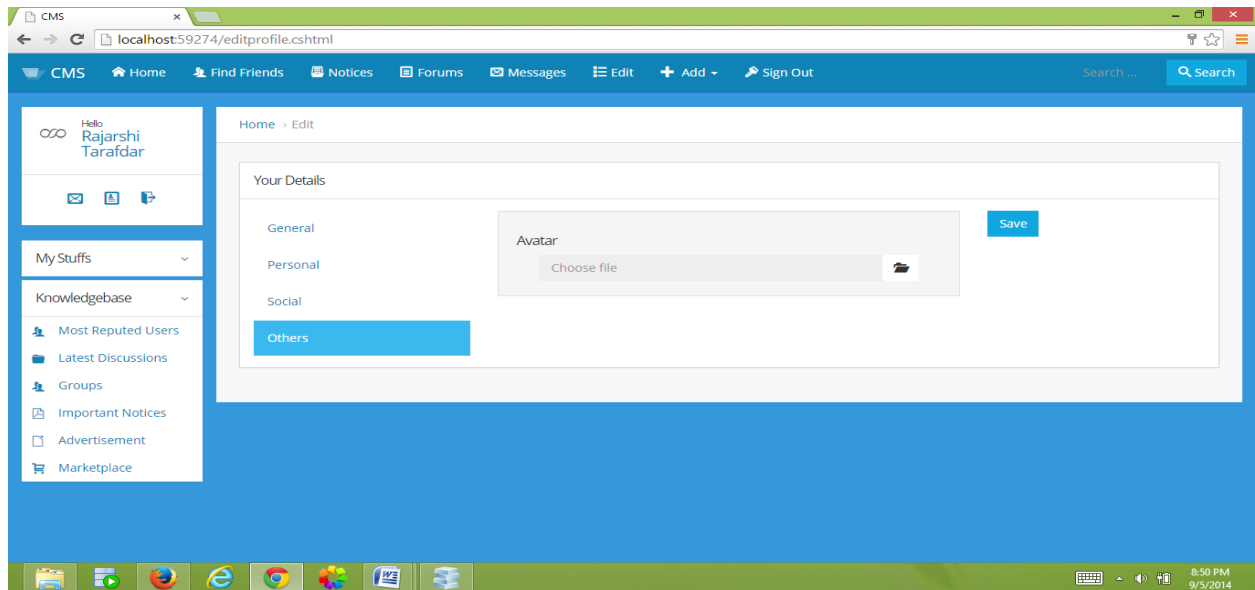 CMS
localhost:59274/editprofile.cshtml
CMS Home Find Friends Notices Forums Messages Edit Add Sign Out Search ... Search
Hello
Rajarshi
Tarafdar
My Stuffs
Knowledgebase
Most Reputed Users
Latest Discussions
Groups
Important Notices
Advertisement
Marketplace
Home › Edit
Your Details
General
Personal
Social
Others
Avatar
Choose file
Save
8:50 PM
9/5/2014